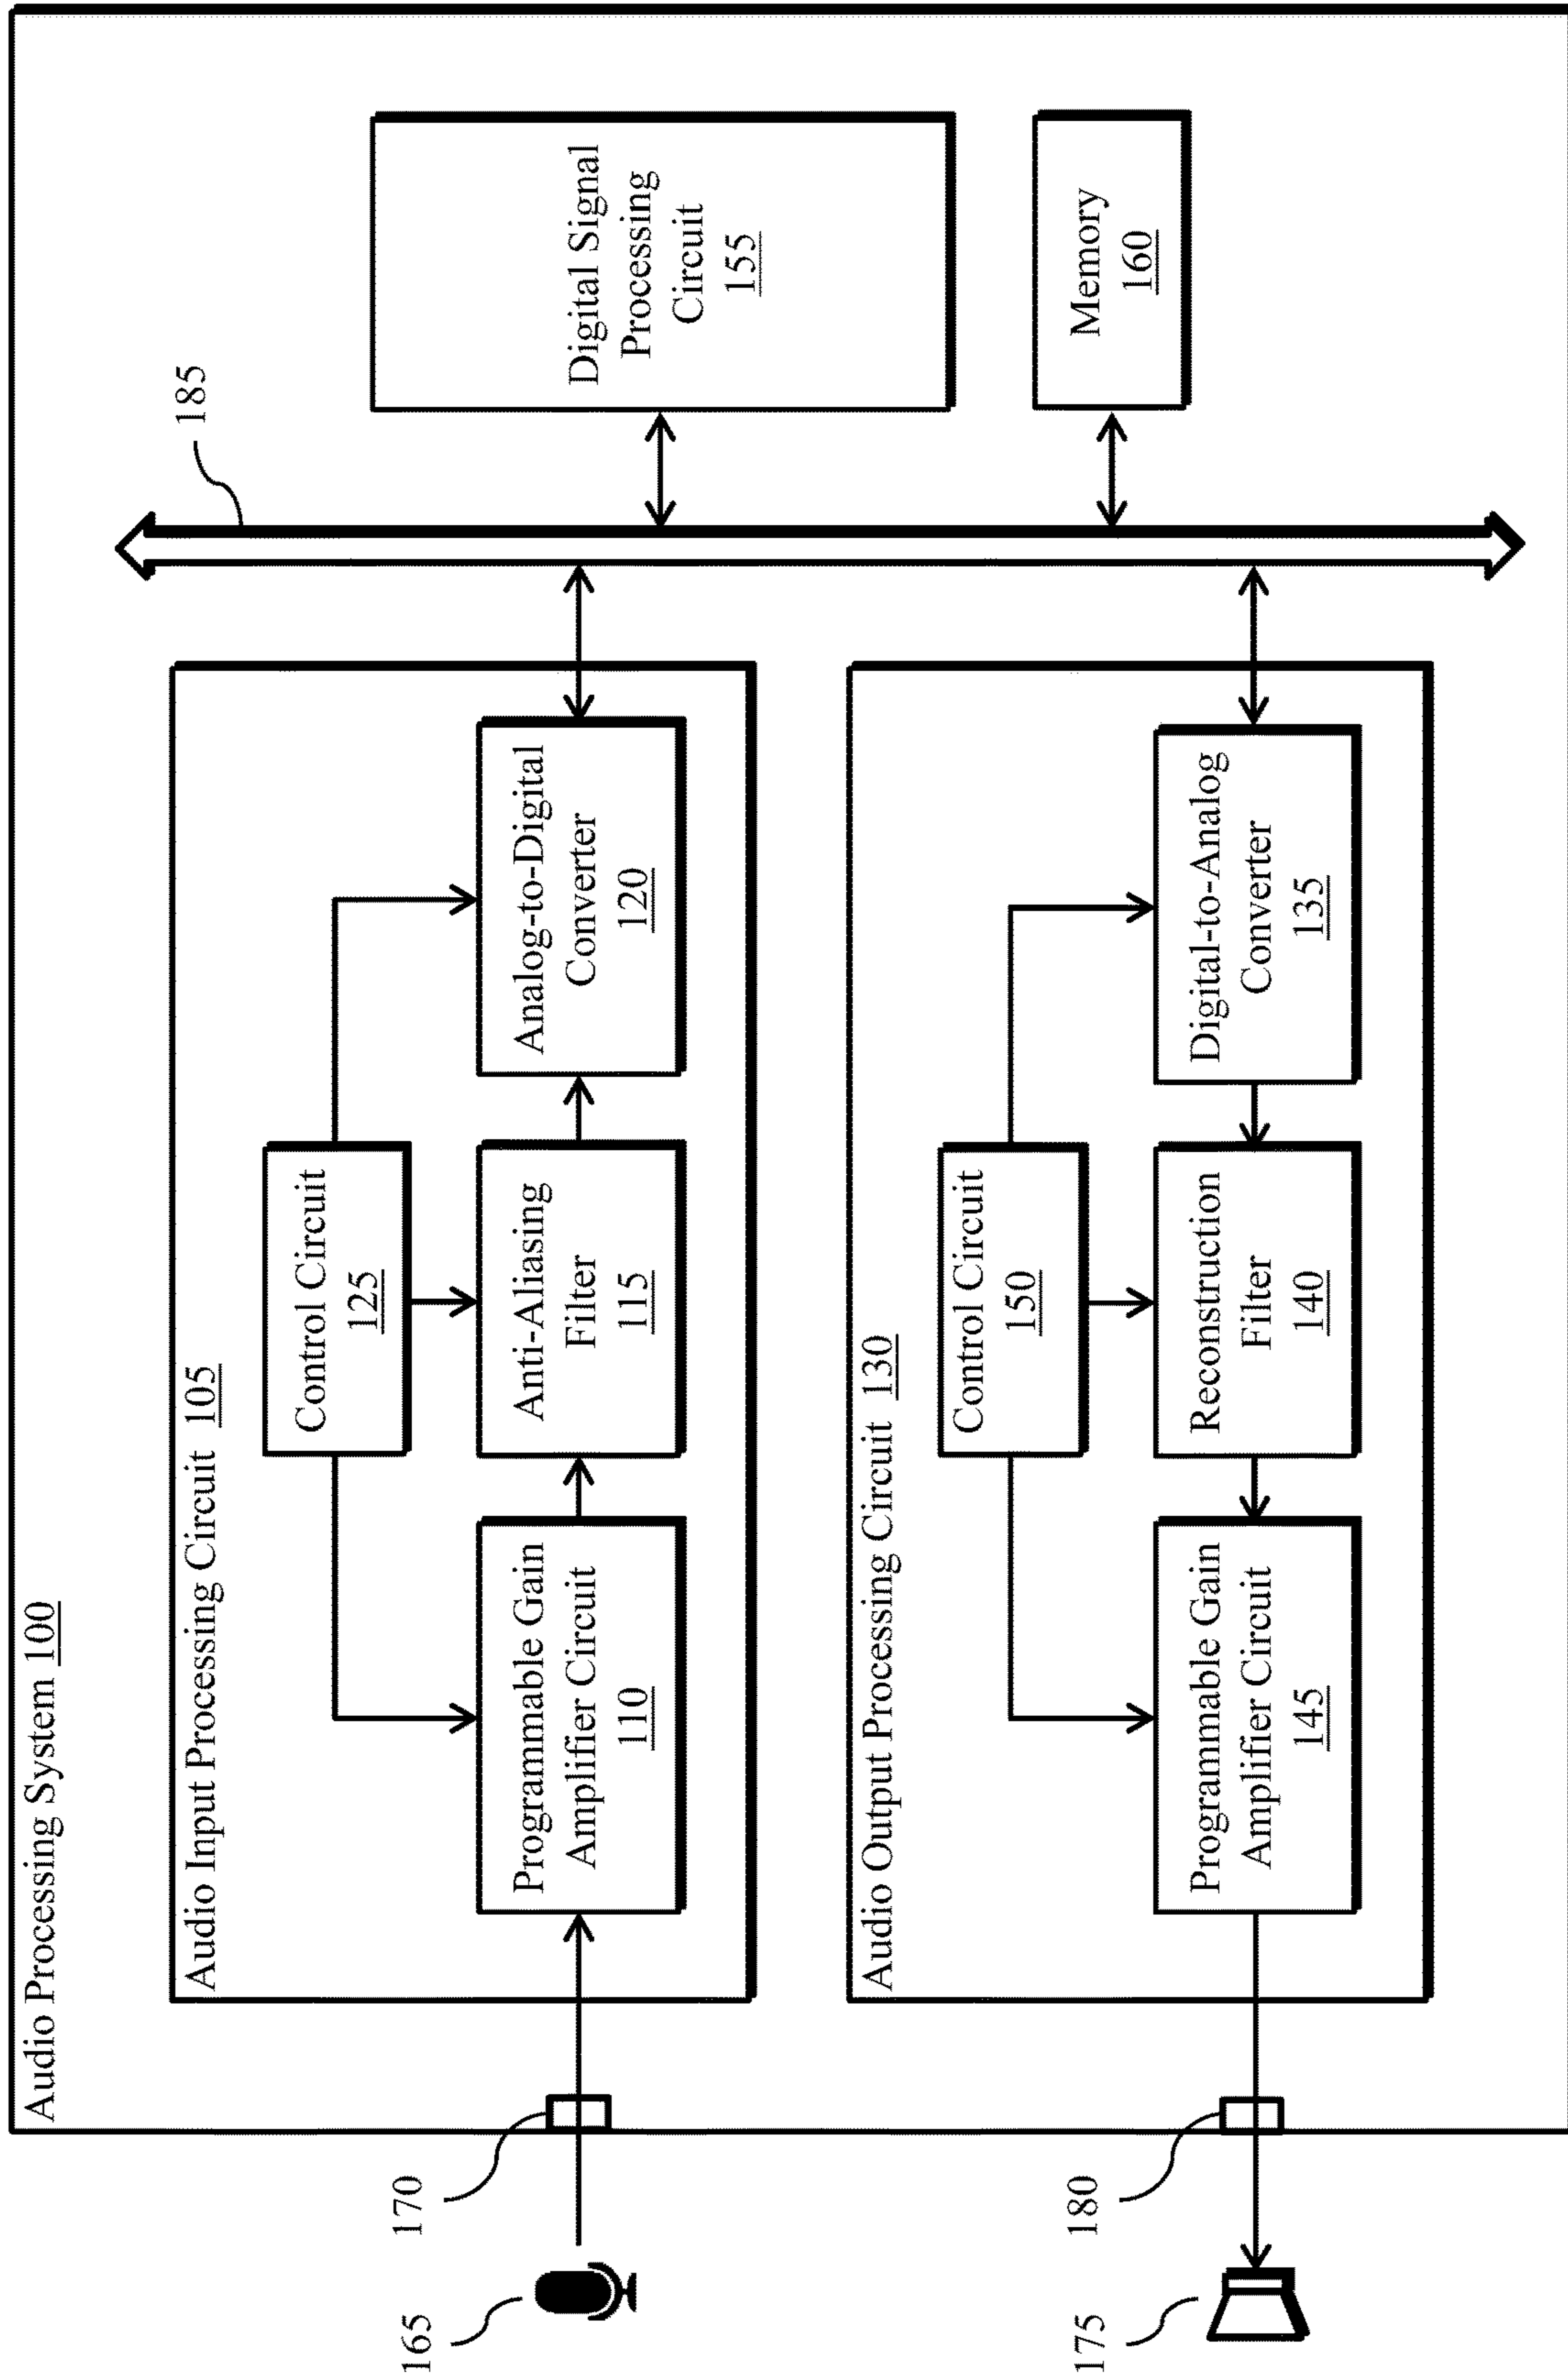 Audio Processing System 100
Audio Input Processing Circuit 105
Control Circuit
125
Programmable Gain
Amplifier Circuit
110
Anti-Aliasing
Filter
115
Analog-to-Digital
Converter
120
165
170
185
Digital Signal
Processing
Circuit
155
Audio Output Processing Circuit 130
Control Circuit
150
Programmable Gain
Amplifier Circuit
145
Reconstruction
Filter
140
Digital-to-Analog
Converter
135
175
180
Memory
160